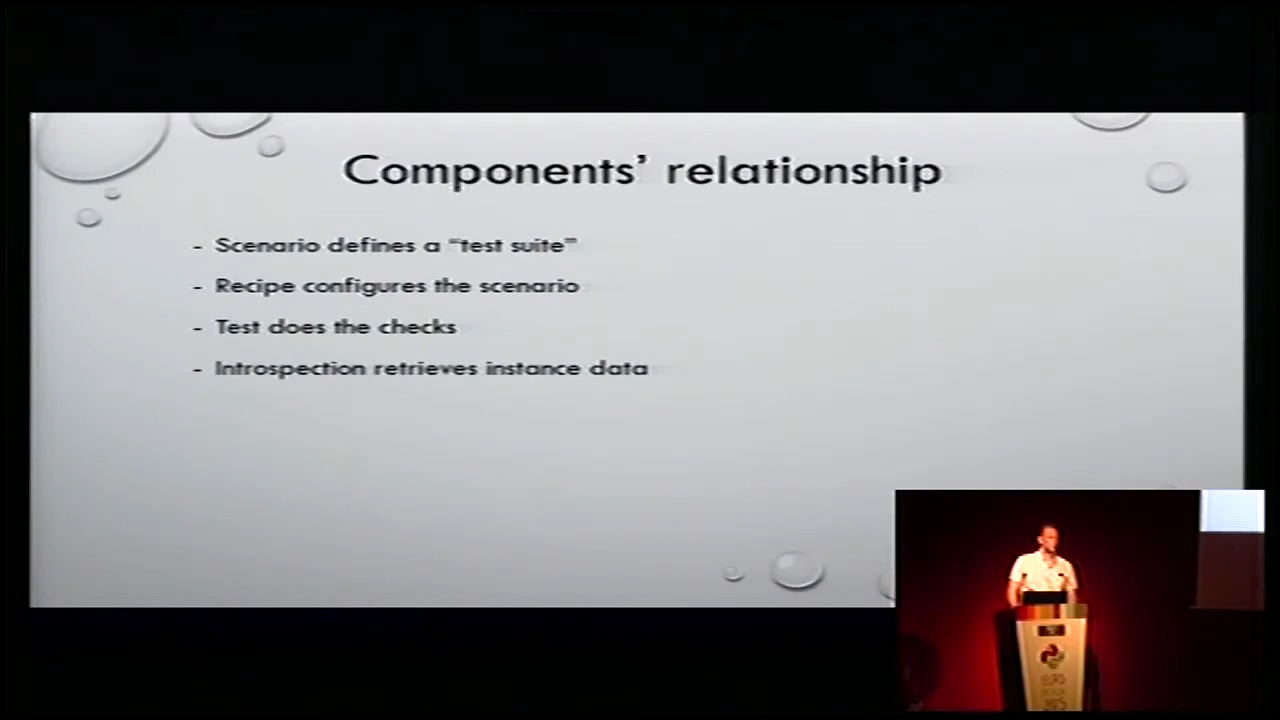 Components’ relationship
- Scenario defines a “test suite”
- Recipe configures the scenario
- Test does the checks
- Introspection retrieves instance data